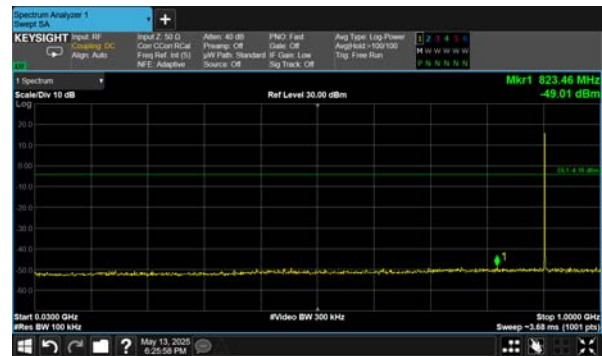 Spectrum Analyzer 1
Swept SA
+
KEYSIGHT Input: RF Input Z: 50 Ω Atten: 40 dB PNO: Fast Avg Type: Log-Power 1 2 3 4 5 6
Coupling: DC Corr CCorr RCal Preamp: Off Gate: Off Avg|Hold: >100/100 M W W W W W
Align: Auto Freq Ref: Int (S) µW Path: Standard IF Gain: Low Trig: Free Run
NFE: Adaptive Source: Off Sig Track: Off P N N N N N
1 Spectrum
Mkr1 823.46 MHz
Scale/Div 10 dB Ref Level 30.00 dBm -49.01 dBm
Log
20.0
10.0
0.00
-10.0
-20.0
-30.0
-40.0
1
-50.0
-60.0
Start 0.0300 GHz #Video BW 300 kHz Stop 1.0000 GHz
#Res BW 100 kHz Sweep ~3.68 ms (1001 pts)
? May 13, 2025
6:25:58 PM